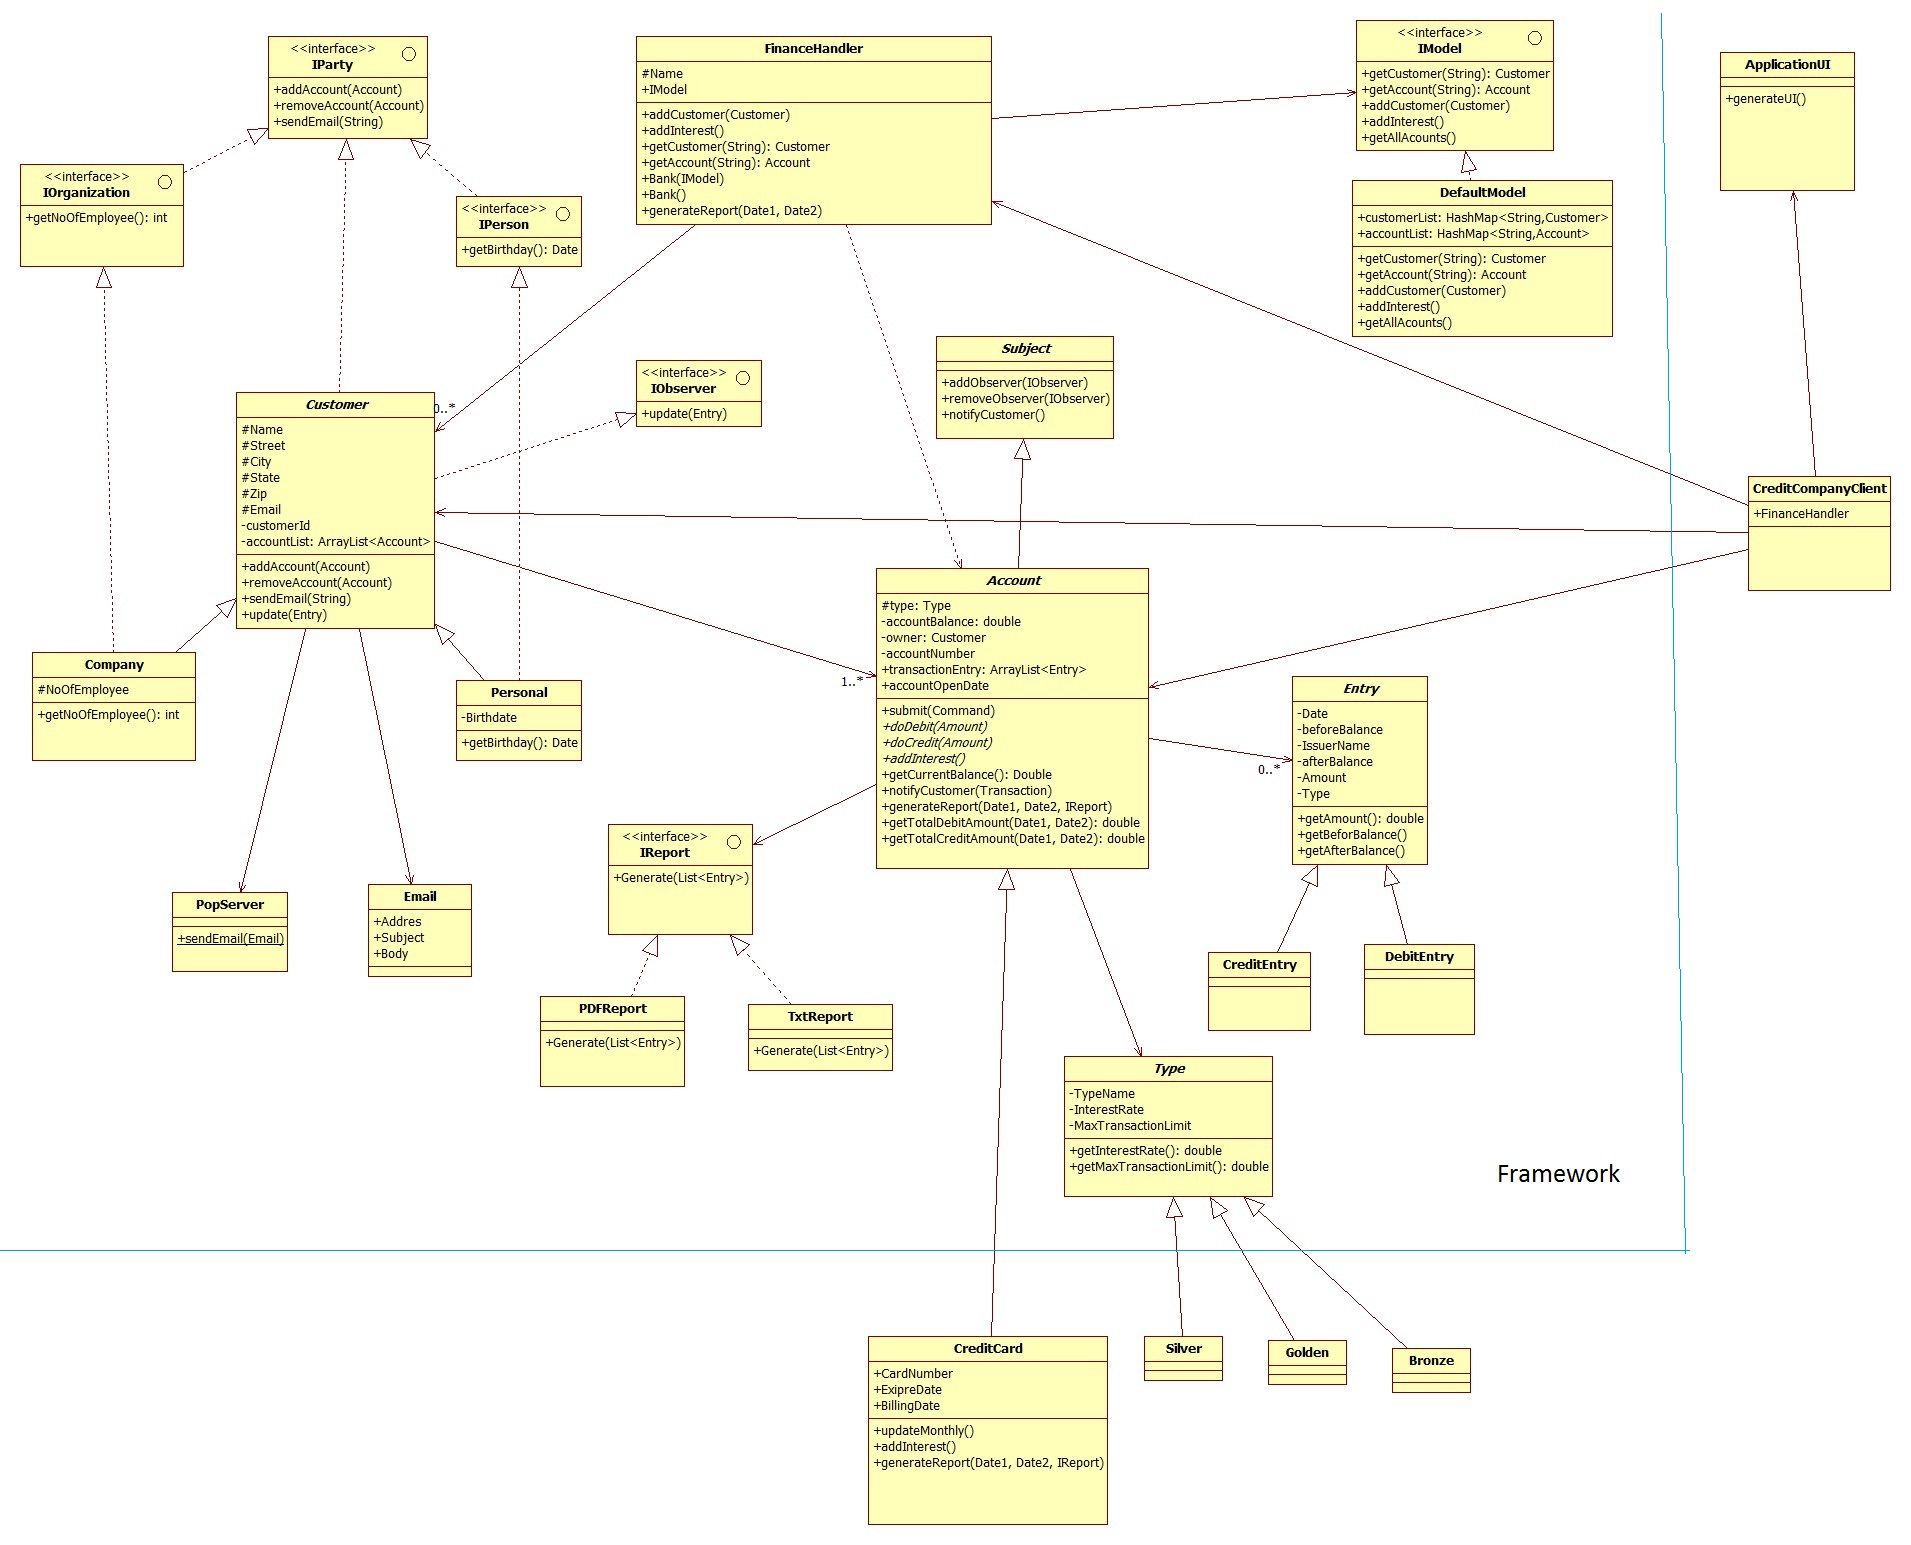 <<interface>>
IParty
+addAccount(Account)
+removeAccount(Account)
+sendEmail(String)
<<interface>>
IOrganization
+getNoOfEmployee(): int
<<interface>>
IPerson
+getBirthday(): Date
FinanceHandler
#Name
+IModel
+addCustomer(Customer)
+addInterest()
+getCustomer(String): Customer
+getAccount(String): Account
+Bank(IModel)
+Bank()
+generateReport(Date1, Date2)
<<interface>>
IModel
+getCustomer(String): Customer
+getAccount(String): Account
+addCustomer(Customer)
+addInterest()
+getAllAcounts()
DefaultModel
+customerList: HashMap<String,Customer>
+accountList: HashMap<String,Account>
+getCustomer(String): Customer
+getAccount(String): Account
+addCustomer(Customer)
+addInterest()
+getAllAcounts()
ApplicationUI
+generateUI()
Customer
#Name
#Street
#City
#State
#Zip
#Email
-customerId
-accountList: ArrayList<Account>
+addAccount(Account)
+removeAccount(Account)
+sendEmail(String)
+update(Entry)
0..*
<<interface>>
IObserver
+update(Entry)
Subject
+addObserver(IObserver)
+removeObserver(IObserver)
+notifyCustomer()
CreditCompanyClient
+FinanceHandler
Company
#NoOfEmployee
+getNoOfEmployee(): int
Personal
-Birthdate
+getBirthday(): Date
1..*
Account
#type: Type
-accountBalance: double
-owner: Customer
-accountNumber
+transactionEntry: ArrayList<Entry>
+accountOpenDate
+submit(Command)
+doDebit(Amount)
+doCredit(Amount)
+addInterest()
+getCurrentBalance(): Double
+notifyCustomer(Transaction)
+generateReport(Date1, Date2, IReport)
+getTotalDebitAmount(Date1, Date2): double
+getTotalCreditAmount(Date1, Date2): double
0..*
Entry
-Date
-beforeBalance
-IssuerName
-afterBalance
-Amount
-Type
+getAmount(): double
+getBeforBalance()
+getAfterBalance()
PopServer
+sendEmail(Email)
Email
+Addres
+Subject
+Body
<<interface>>
IReport
+Generate(List<Entry>)
PDFReport
+Generate(List<Entry>)
TxtReport
+Generate(List<Entry>)
CreditEntry
DebitEntry
Type
-TypeName
-InterestRate
-MaxTransactionLimit
+getInterestRate(): double
+getMaxTransactionLimit(): double
Framework
CreditCard
+CardNumber
+ExipreDate
+BillingDate
+updateMonthly()
+addInterest()
+generateReport(Date1, Date2, IReport)
Silver
Golden
Bronze